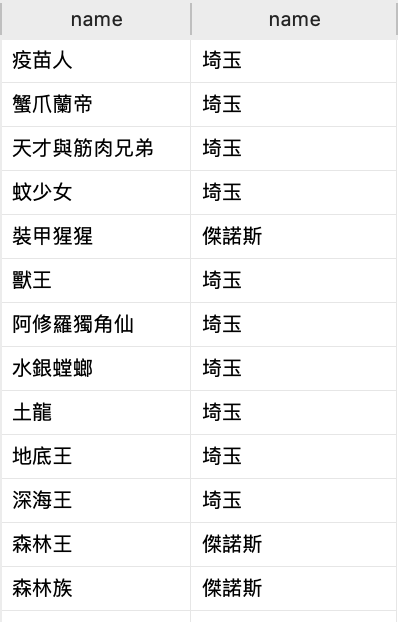 name name
疫苗人 埼玉
蟹爪蘭帝 埼玉
天才與筋肉兄弟 埼玉
蚊少女 埼玉
裝甲猩猩 傑諾斯
獸王 埼玉
阿修羅獨角仙 埼玉
水銀螳螂 埼玉
土龍 埼玉
地底王 埼玉
深海王 埼玉
森林王 傑諾斯
森林族 傑諾斯